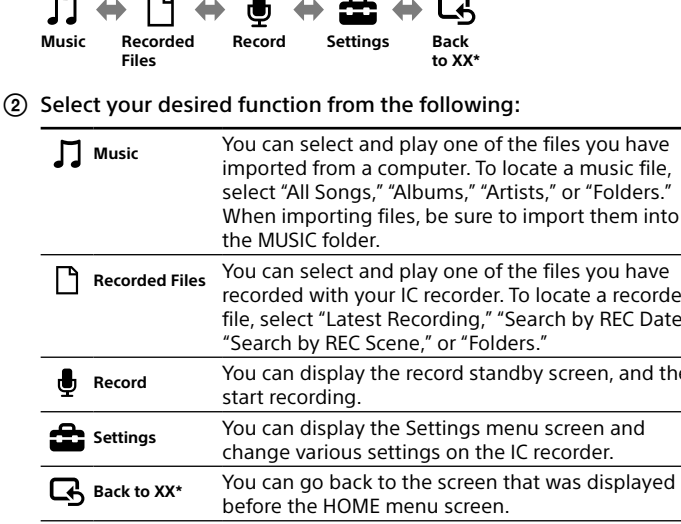 Music Recorded Files Record Settings Back to XX*
② Select your desired function from the following:
Music
You can select and play one of the files you have
imported from a computer. To locate a music file,
select “All Songs,” “Albums,” “Artists,” or “Folders.”
When importing files, be sure to import them into
the MUSIC folder.
Recorded Files
You can select and play one of the files you have
recorded with your IC recorder. To locate a
file, select “Latest Recording,” “Search by REC Date
“Search by REC Scene,” or “Folders.”
Record
You can display the record standby screen, and
start recording.
Settings
You can display the Settings menu screen and
change various settings on the IC recorder.
Back to XX*
You can go back to the screen that was displayed
before the HOME menu screen.